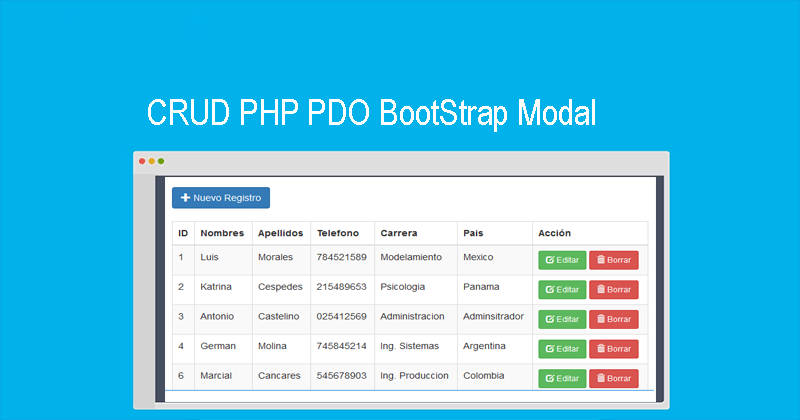 CRUD PHP PDO BootStrap Modal
Nuevo Registro
ID Nombres Apellidos Telefono Carrera Pais Acción
1 Luis Morales 784521589 Modelamiento Mexico Editar Borrar
2 Katrina Cespedes 215489653 Psicologia Panama Editar Borrar
3 Antonio Castelino 025412569 Administracion Adminsitrador Editar Borrar
4 German Molina 745845214 Ing. Sistemas Argentina Editar Borrar
6 Marcial Cancares 545678903 Ing. Produccion Colombia Editar Borrar